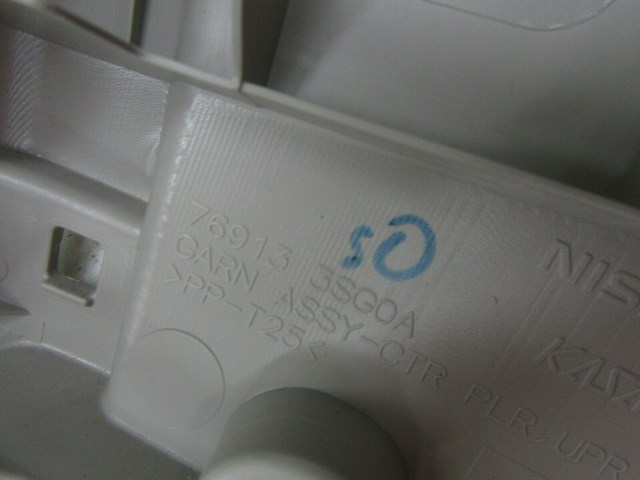 76913 3SG0A
GARN ASSY-CTR PLR, UPR
>PP-T25<